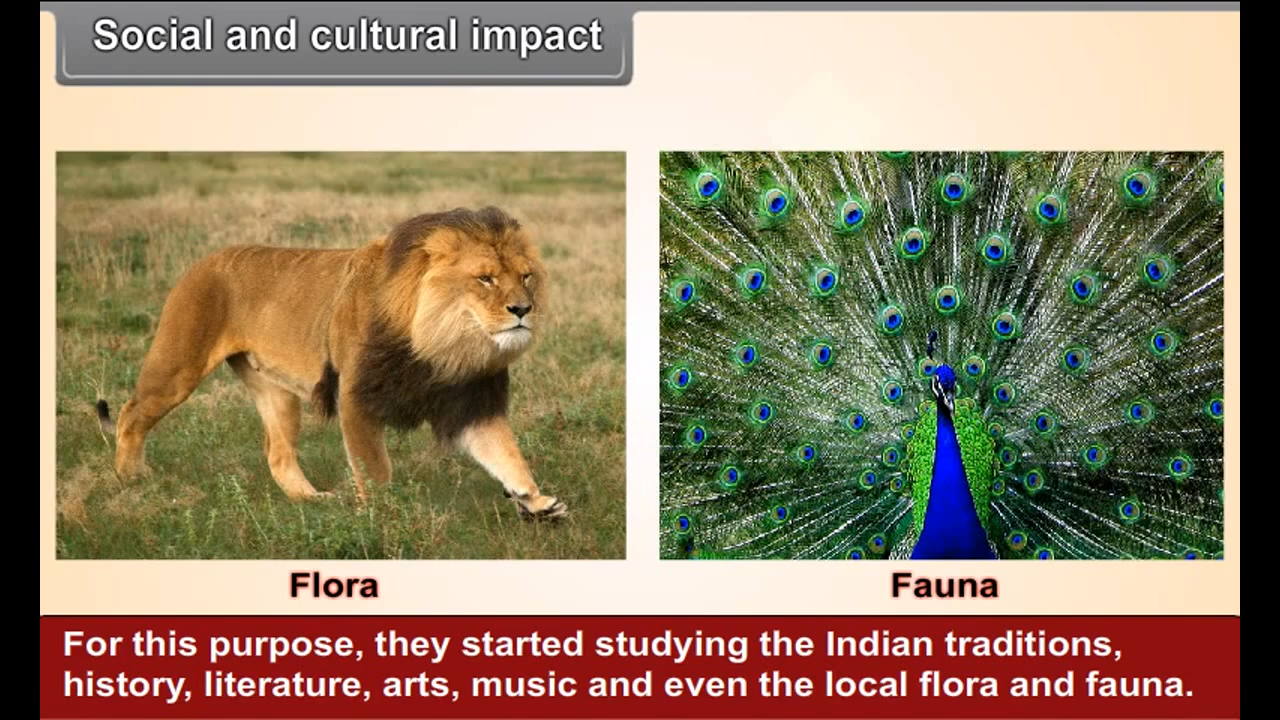 Social and cultural impact
Flora
Fauna
For this purpose, they started studying the Indian traditions,
history, literature, arts, music and even the local flora and fauna.